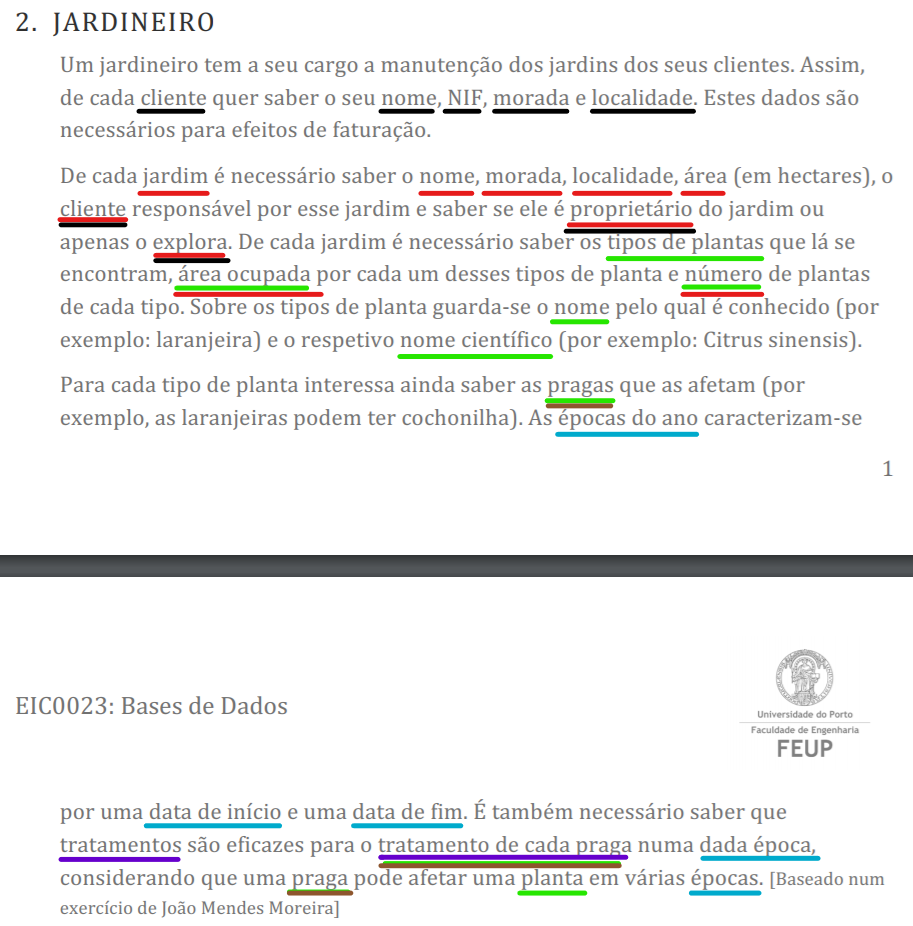 2. JARDINEIRO
Um jardineiro tem a seu cargo a manutenção dos jardins dos seus clientes. Assim,
de cada cliente quer saber o seu nome, NIF, morada e localidade. Estes dados são
necessários para efeitos de faturação.
De cada jardim é necessário saber o nome, morada, localidade, área (em hectares), o
cliente responsável por esse jardim e saber se ele é proprietário do jardim ou
apenas o explora. De cada jardim é necessário saber os tipos de plantas que lá se
encontram, área ocupada por cada um desses tipos de planta e número de plantas
de cada tipo. Sobre os tipos de planta guarda-se o nome pelo qual é conhecido (por
exemplo: laranjeira) e o respetivo nome científico (por exemplo: Citrus sinensis).
Para cada tipo de planta interessa ainda saber as pragas que as afetam (por
exemplo, as laranjeiras podem ter cochonilha). As épocas do ano caracterizam-se
1
EIC0023: Bases de Dados
Universidade do Porto
Faculdade de Engenharia
FEUP
por uma data de início e uma data de fim. É também necessário saber que
tratamentos são eficazes para o tratamento de cada praga numa dada época,
considerando que uma praga pode afetar uma planta em várias épocas. [Baseado num
exercício de João Mendes Moreira]